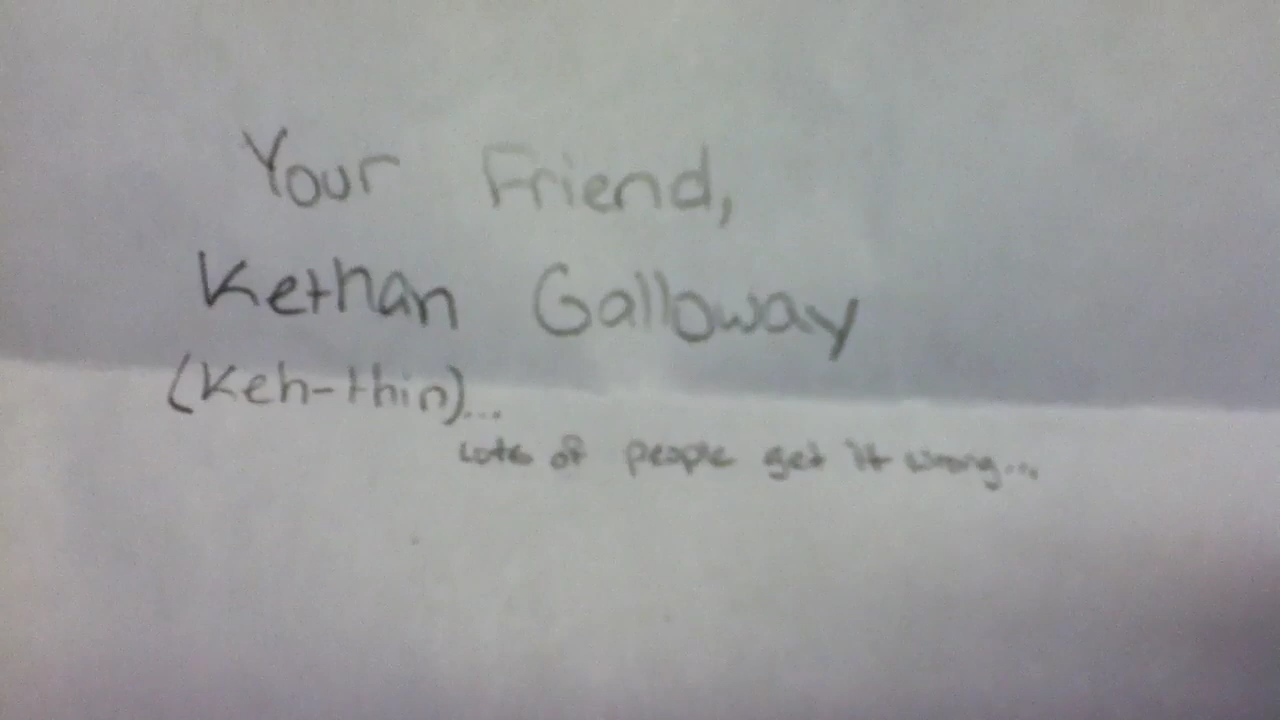 Your Friend,
Kethan Galloway
(Keh-thin)...
Lots of people get it wrong...